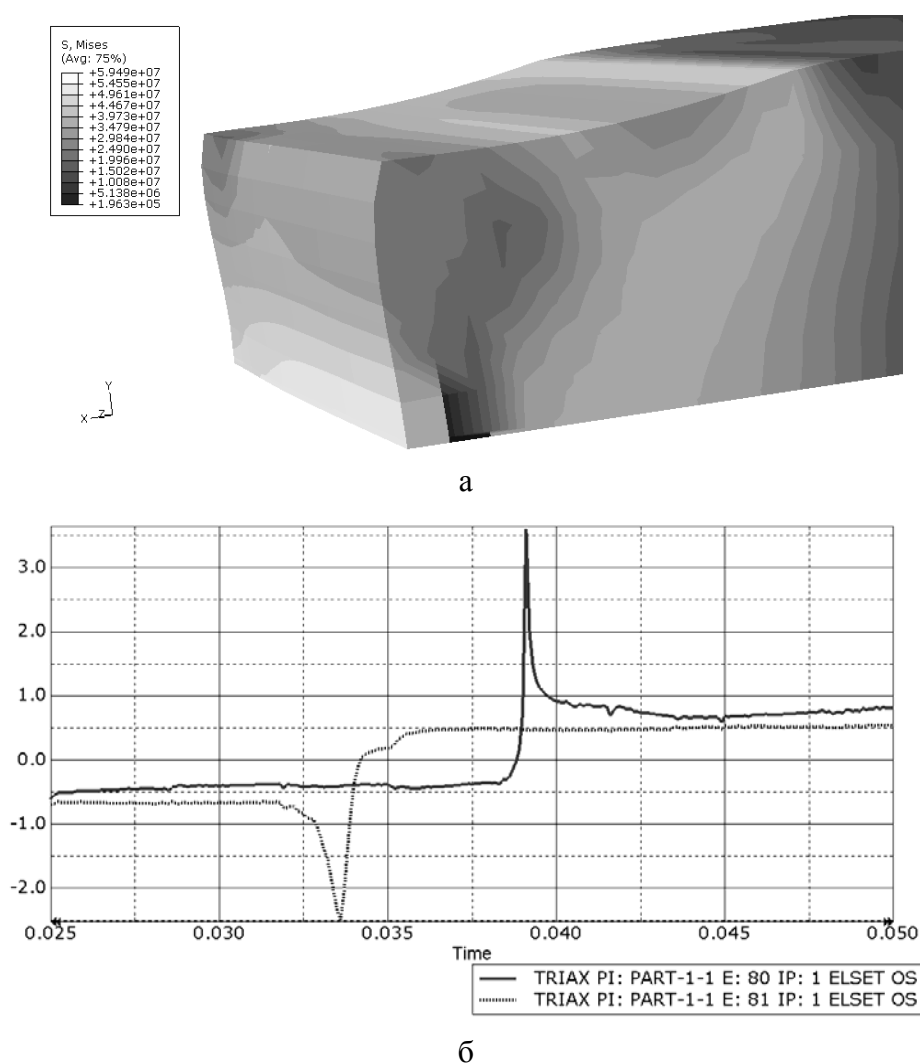 S, Mises
(Avg: 75%)
+5.949e+07
+5.455e+07
+4.961e+07
+4.467e+07
+3.973e+07
+3.479e+07
+2.984e+07
+2.490e+07
+1.996e+07
+1.502e+07
+1.008e+07
+5.138e+06
+1.963e+05
Y
X Z
а
3.0
2.0
1.0
0.0
-1.0
-2.0
0.025 0.030 0.035 0.040 0.045 0.050
Time
TRIAX PI: PART-1-1 E: 80 IP: 1 ELSET OS
TRIAX PI: PART-1-1 E: 81 IP: 1 ELSET OS
б